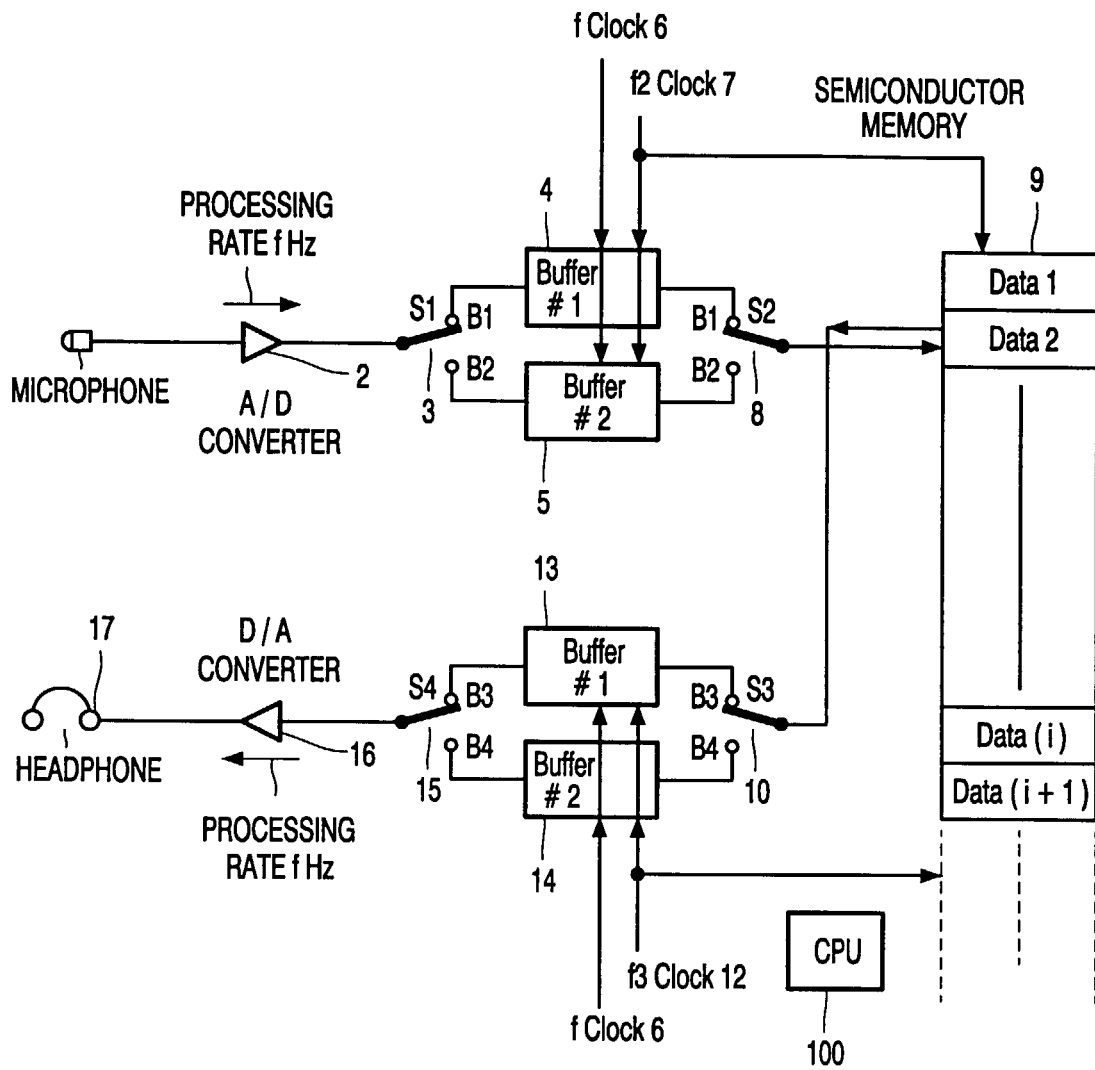 f Clock 6
f2 Clock 7
SEMICONDUCTOR
MEMORY
PROCESSING
RATE f Hz
4
9
Buffer
# 1
Data 1
S1
B1
B1
S2
Data 2
MICROPHONE
2
3
B2
B2
8
Buffer
# 2
A / D
CONVERTER
5
13
17
D / A
CONVERTER
Buffer
# 1
S4
B3
B3
S3
Data ( i )
HEADPHONE
16
15
B4
B4
10
Buffer
# 2
Data ( i + 1 )
PROCESSING
RATE f Hz
14
CPU
f3 Clock 12
f Clock 6
100